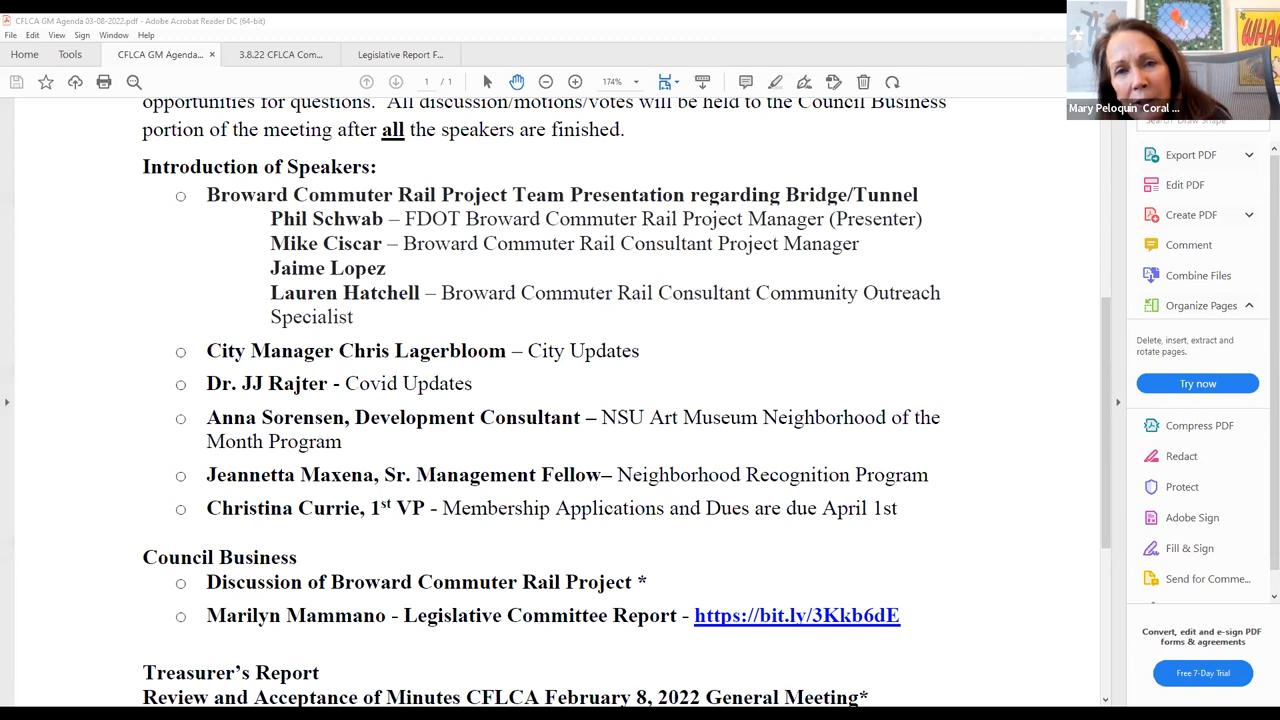 CFLCA GM Agenda 03-08-2022.pdf - Adobe Acrobat Reader DC (64-bit)
File Edit View Sign Window Help
Home Tools CFLCA GM Agenda... × 3.8.22 CFLCA Com... Legislative Report F...
1 / 1 174%
opportunities for questions. All discussion/motions/votes will be held to the Council Business
portion of the meeting after all the speakers are finished.
Introduction of Speakers:
Broward Commuter Rail Project Team Presentation regarding Bridge/Tunnel
Phil Schwab – FDOT Broward Commuter Rail Project Manager (Presenter)
Mike Ciscar – Broward Commuter Rail Consultant Project Manager
Jaime Lopez
Lauren Hatchell – Broward Commuter Rail Consultant Community Outreach
Specialist
City Manager Chris Lagerbloom – City Updates
Dr. JJ Rajter - Covid Updates
Anna Sorensen, Development Consultant – NSU Art Museum Neighborhood of the
Month Program
Jeannetta Maxena, Sr. Management Fellow– Neighborhood Recognition Program
Christina Currie, 1st VP - Membership Applications and Dues are due April 1st
Council Business
Discussion of Broward Commuter Rail Project *
Marilyn Mammano - Legislative Committee Report - https://bit.ly/3Kkb6dE
Treasurer's Report
Review and Acceptance of Minutes CFLCA February 8, 2022 General Meeting*
Mary Peloquin Coral ...
Export PDF
Edit PDF
Create PDF
Comment
Combine Files
Organize Pages
Delete, insert, extract and
rotate pages.
Try now
Compress PDF
Redact
Protect
Adobe Sign
Fill & Sign
Send for Comme...
Convert, edit and e-sign PDF
forms & agreements
Free 7-Day Trial